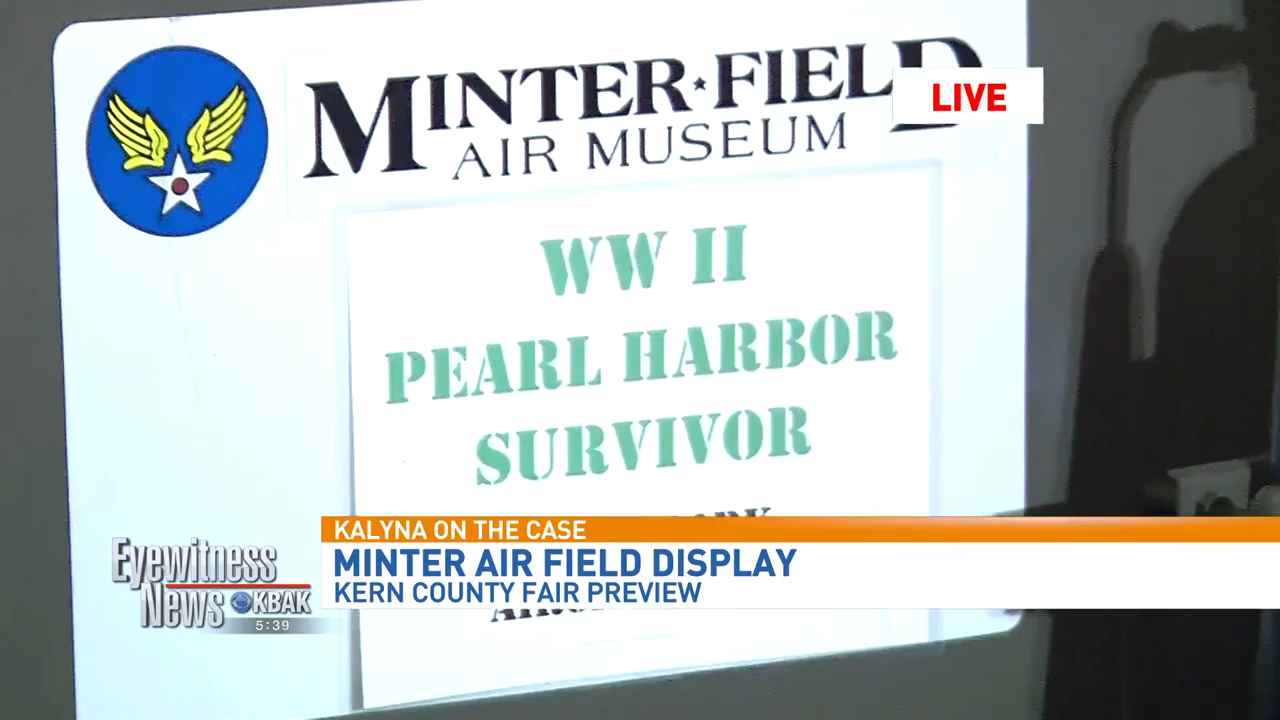 MINTER★FIELD
AIR MUSEUM
LIVE
WW II
PEARL HARBOR
SURVIVOR
KALYNA ON THE CASE
MINTER AIR FIELD DISPLAY
KERN COUNTY FAIR PREVIEW
Eyewitness
News KBAK
5:39